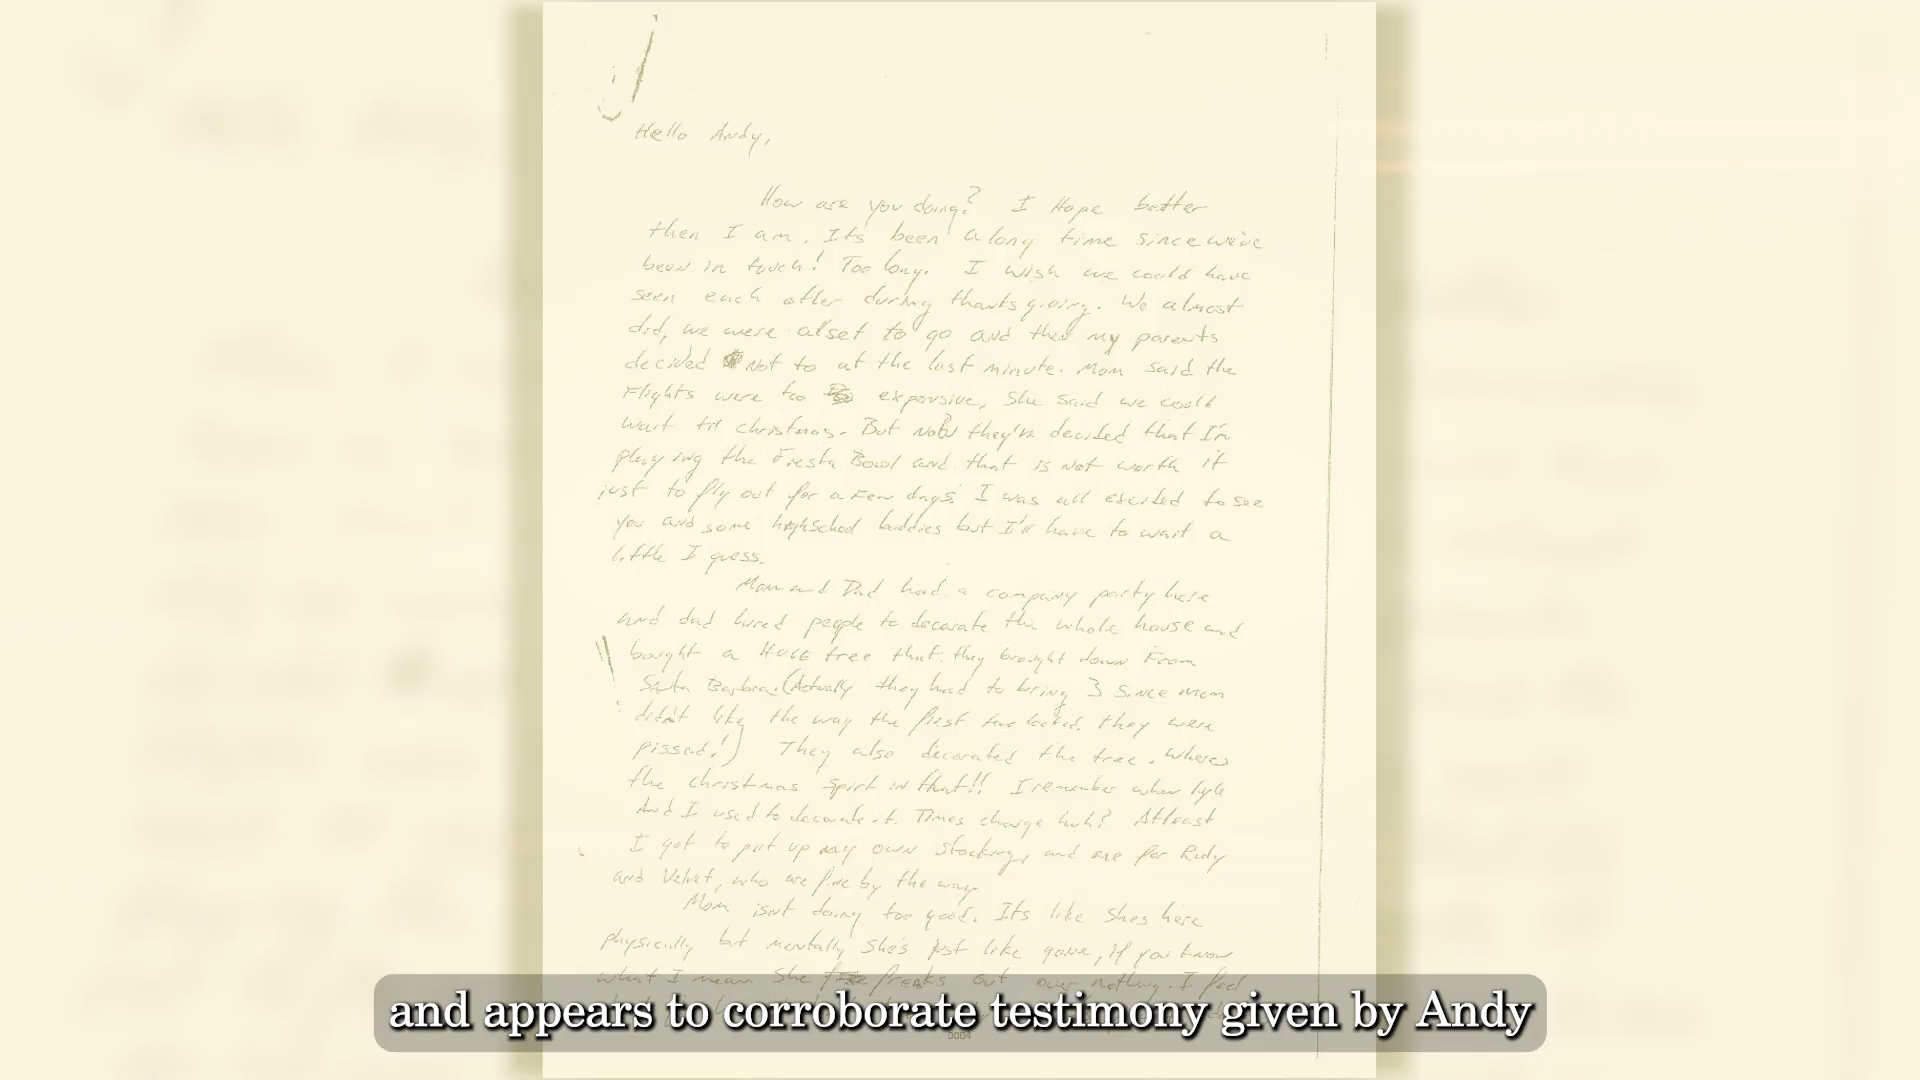 Hello Andy,
How are you doing? I Hope better
then I am. Its been along time since we've
been in touch! Too long. I wish we could have
seen each other during thanksgiving. We almost
did, we were allset to go and then my parents
decided Not to at the last minute. Mom said the
Flights were too expensive, She said we could
wait til christmas. But now they've decided that I'm
playing the Fiesta Bowl and that is not worth it
just to fly out for a Few days. I was all excited to see
you and some highschool buddies but I'll have to wait a
little I guess.
Mom and Dad had a company party here
and dad hired people to decorate the whole house and
bought a HUGE tree that they brought down From
Santa Barbra. (Actually they had to bring 3 since mom
didn't like the way the first two looked. they were
pissed!) They also decorated the tree. Wheres
the christmas spirt in that!! I remember when Lyle
And I used to decorate it. Times change huh? Atleast
I got to put up my own stocking, and one for Rudy
and Velvet, who are fine by the way.
Mom isnt doing too good. Its like shes here
physically but mentally she's just like gone, if you know
what I mean. She freaks out over nothing. I feel
and appears to corroborate testimony given by Andy
0004